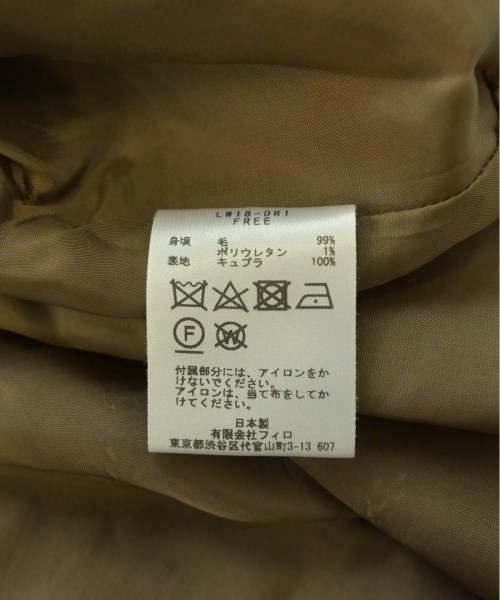 LW18-DR1
FREE
身頃 毛 99%
ポリウレタン 1%
裏地 キュプラ 100%
F W
付属部分には、アイロンをか
けないでください。
アイロンは、当て布をしてか
けてください。
日本製
有限会社フィロ
東京都渋谷区代官山町3-13 607